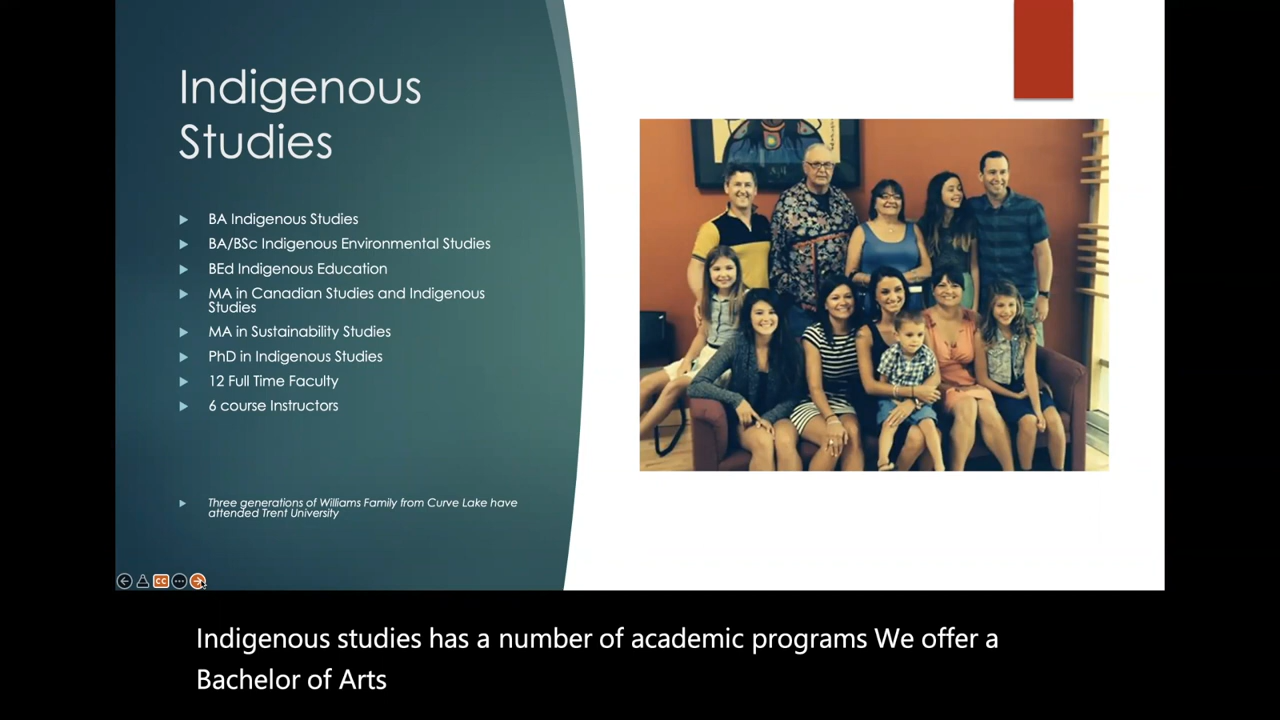 Indigenous
Studies
BA Indigenous Studies
BA/BSc Indigenous Environmental Studies
BEd Indigenous Education
MA in Canadian Studies and Indigenous
Studies
MA in Sustainability Studies
PhD in Indigenous Studies
12 Full Time Faculty
6 course Instructors
Three generations of Williams Family from Curve Lake have
attended Trent University
CC
Indigenous studies has a number of academic programs We offer a
Bachelor of Arts